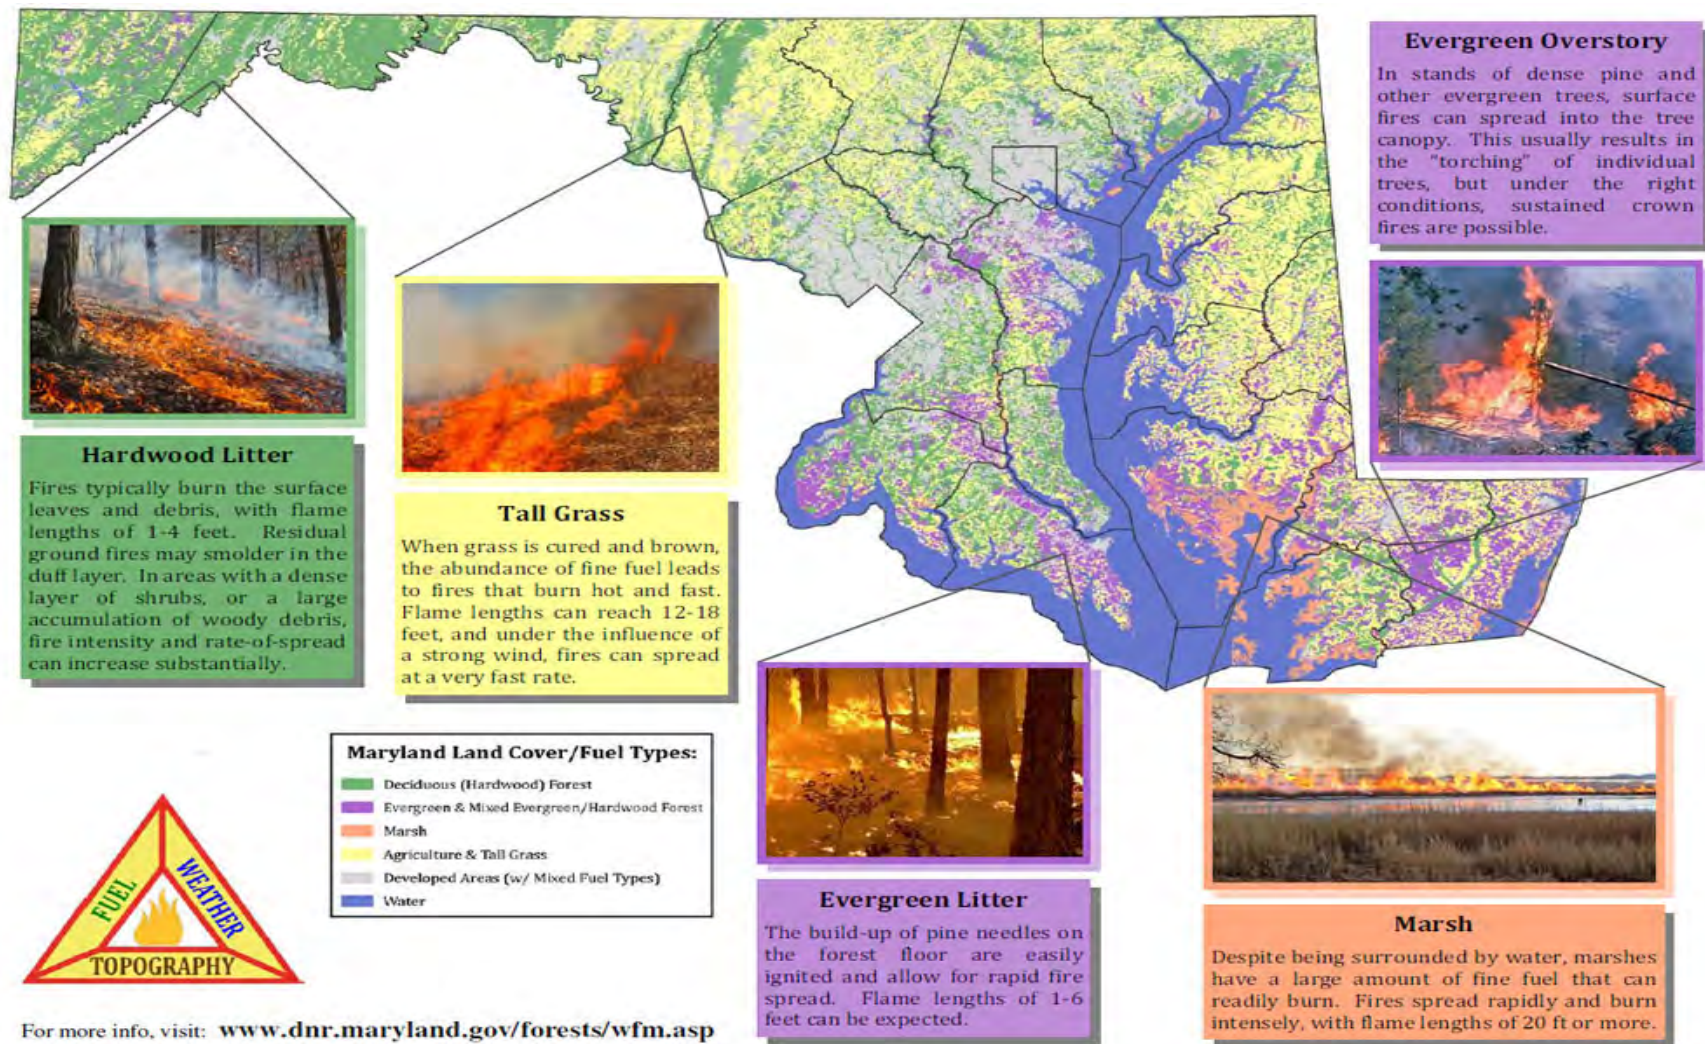 Evergreen Overstory
In stands of dense pine and
other evergreen trees, surface
fires can spread into the tree
canopy. This usually results in
the "torching" of individual
trees, but under the right
conditions, sustained crown
fires are possible.
Hardwood Litter
Fires typically burn the surface
leaves and debris, with flame
lengths of 1-4 feet. Residual
ground fires may smolder in the
duff layer. In areas with a dense
layer of shrubs, or a large
accumulation of woody debris,
fire intensity and rate-of-spread
can increase substantially.
Tall Grass
When grass is cured and brown,
the abundance of fine fuel leads
to fires that burn hot and fast.
Flame lengths can reach 12-18
feet, and under the influence of
a strong wind, fires can spread
at a very fast rate.
Maryland Land Cover/Fuel Types:
Deciduous (Hardwood) Forest
Evergreen & Mixed Evergreen/Hardwood Forest
Marsh
Agriculture & Tall Grass
Developed Areas (w/ Mixed Fuel Types)
Water
FUEL
WEATHER
TOPOGRAPHY
Evergreen Litter
The build-up of pine needles on
the forest floor are easily
ignited and allow for rapid fire
spread. Flame lengths of 1-6
feet can be expected.
Marsh
Despite being surrounded by water, marshes
have a large amount of fine fuel that can
readily burn. Fires spread rapidly and burn
intensely, with flame lengths of 20 ft or more.
For more info, visit: www.dnr.maryland.gov/forests/wfm.asp